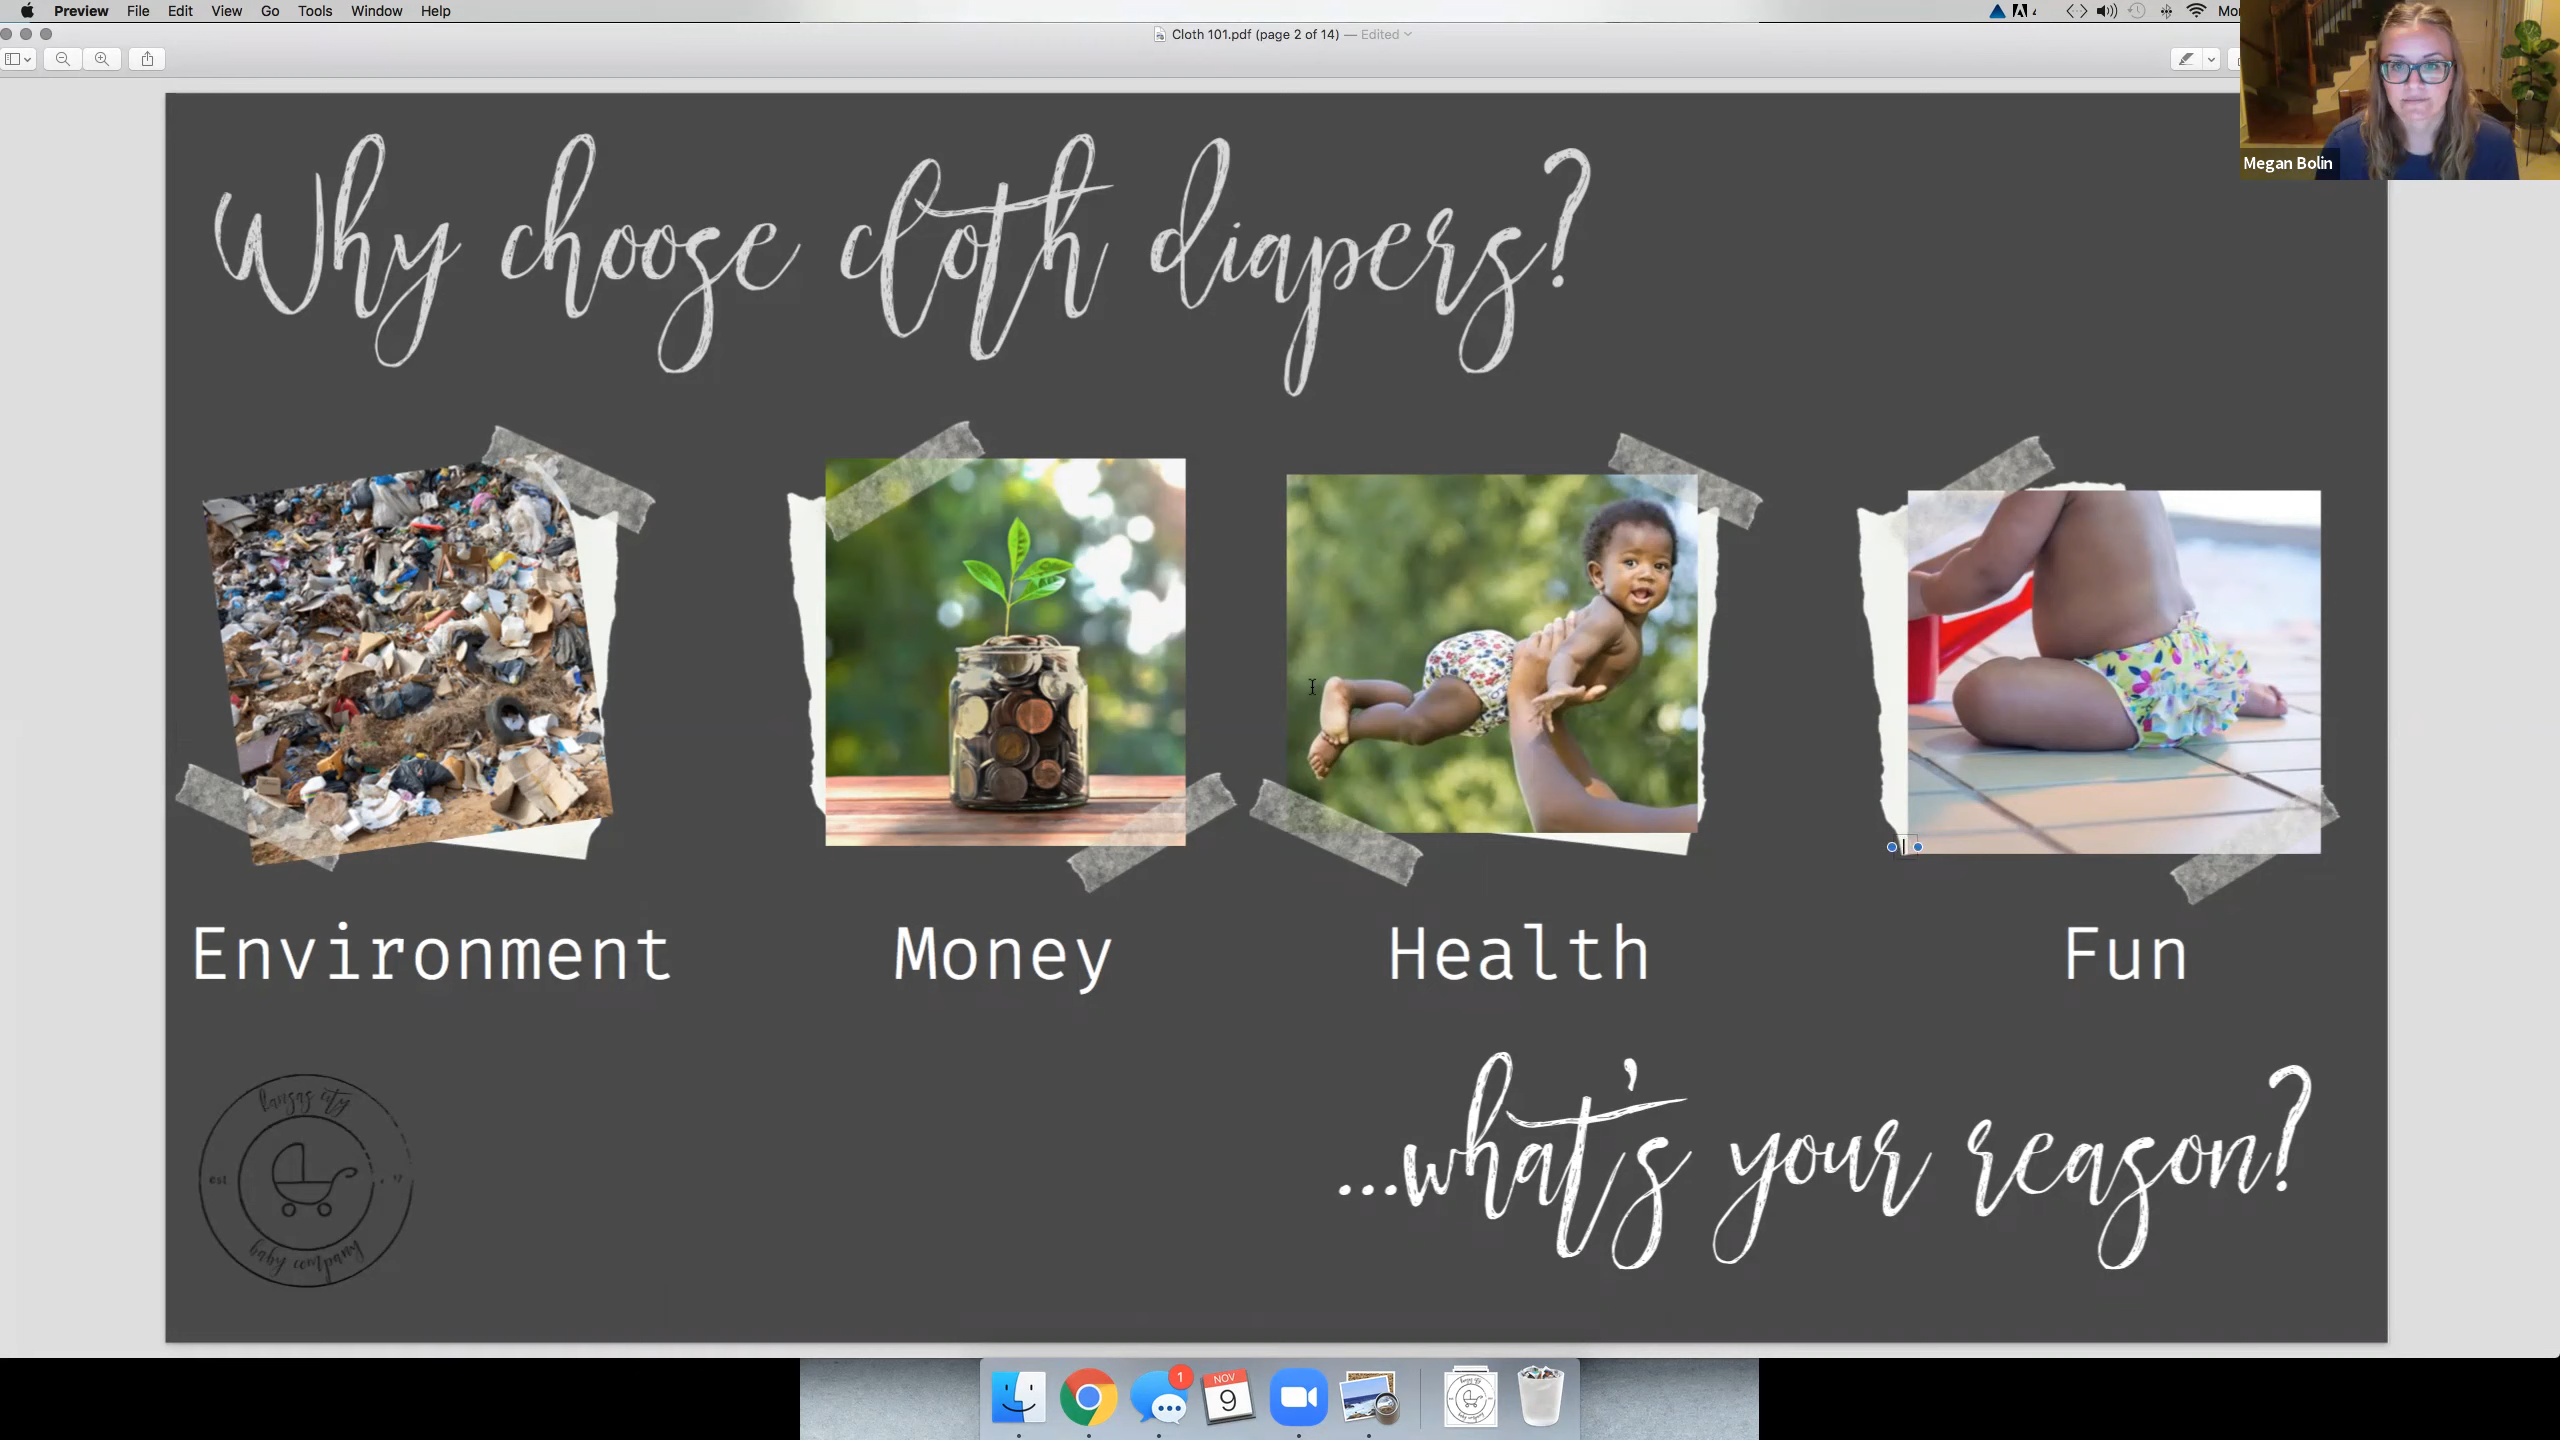 Preview File Edit View Go Tools Window Help
Cloth 101.pdf (page 2 of 14) — Edited
Megan Bolin
Why choose cloth diapers?
Environment Money Health Fun
...what's your reason?
kansas city
est
baby company
1
NOV
9